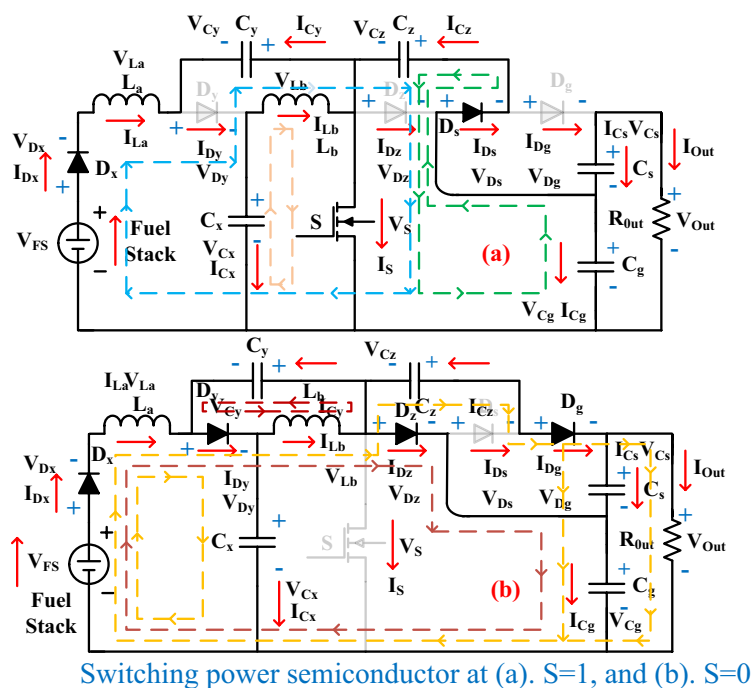 V_Cy - C_y + I_Cy V_Cz - C_z + I_Cz
V_La
L_a D_y V_Lb D_z D_g
I_La + - I_Lb + - + D_s - + - I_Cs V_Cs
V_Dx - I_Dy L_b I_Dz I_Ds I_Dg + I_Out
I_Dx D_x V_Dy V_Dz V_Ds V_Dg - C_s +
+ + C_x S
V_FS + Fuel Stack V_Cx - V_S (a) + R_0ut V_Out
− I_Cx I_S V_Cg I_Cg - C_g -
C_y V_Cz - +
I_La V_La
L_a D_y V_Cy L_b I_Cy D_z C_z I_Cz D_s D_g
V_Dx - D_x + - I_Lb + - + - + - I_Cs V_Cs
I_Dx + I_Dy V_Lb I_Dz I_Ds I_Dg + C_s I_Out
V_Dy V_Dz V_Ds V_Dg - +
+ C_x + S V_S R_0ut V_Out
V_FS - I_S + C_g
− Fuel Stack V_Cx I_Cx (b) I_Cg V_Cg - -
Switching power semiconductor at (a). S=1, and (b). S=0